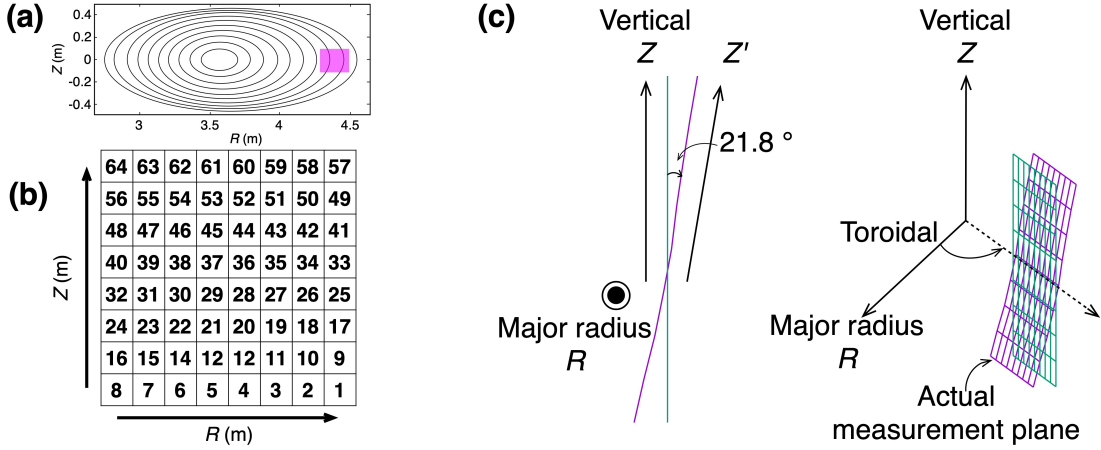 (a)
0.4
0.2
0
-0.2
-0.4
Z (m)
3
3.5
4
4.5
R (m)
(b)
64 63 62 61 60 59 58 57
56 55 54 53 52 51 50 49
48 47 46 45 44 43 42 41
40 39 38 37 36 35 34 33
32 31 30 29 28 27 26 25
24 23 22 21 20 19 18 17
16 15 14 12 12 11 10 9
8 7 6 5 4 3 2 1
Z (m)
R (m)
(c)
Vertical
Z
Z'
21.8 °
Major radius
R
Vertical
Z
Toroidal
Major radius
R
Actual
measurement plane